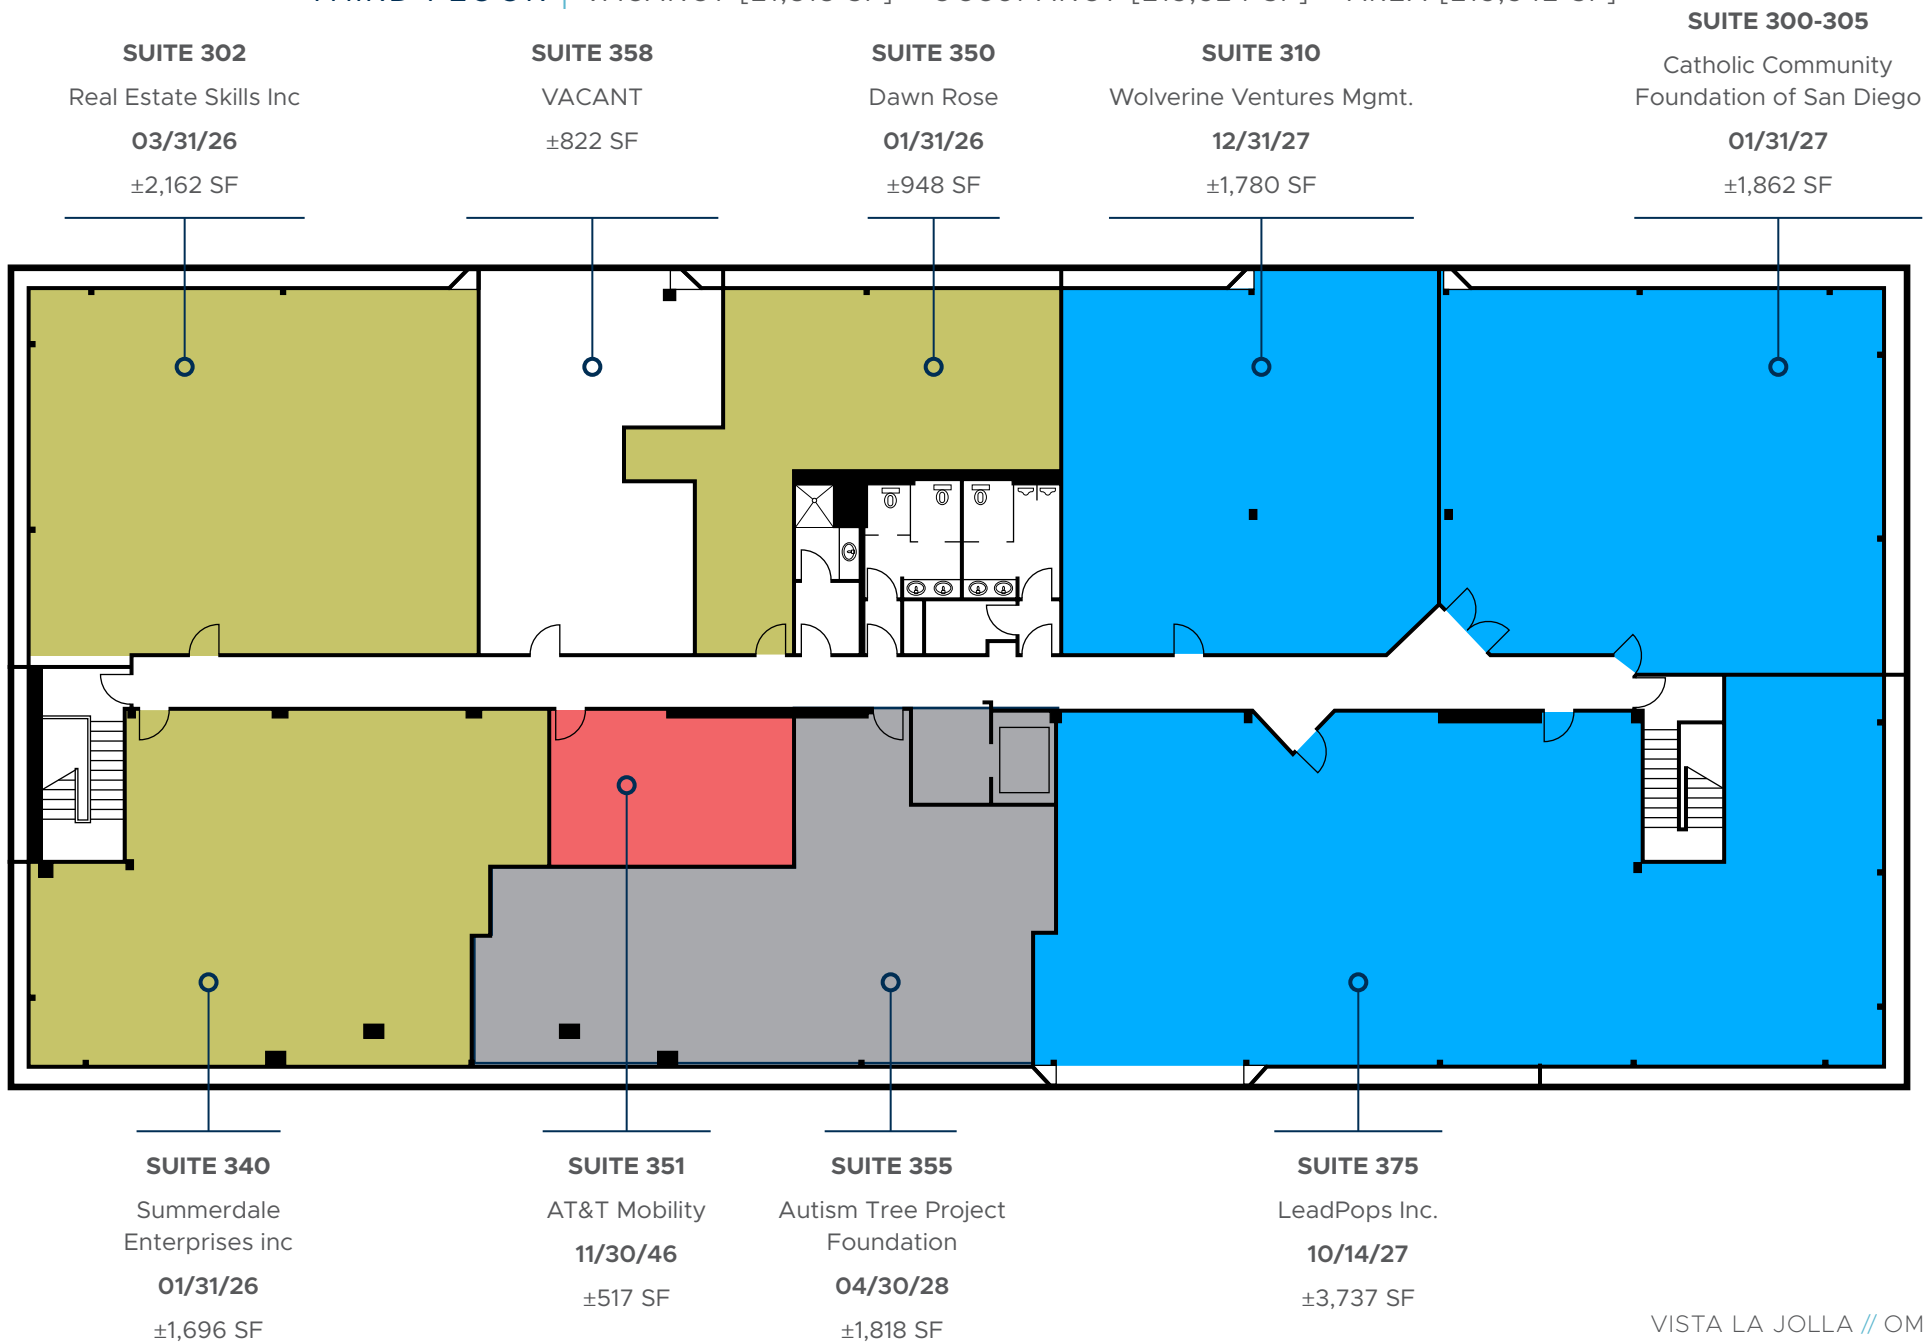 SUITE 302
Real Estate Skills Inc
03/31/26
±2,162 SF
SUITE 358
VACANT
±822 SF
SUITE 350
Dawn Rose
01/31/26
±948 SF
SUITE 310
Wolverine Ventures Mgmt.
12/31/27
±1,780 SF
SUITE 300-305
Catholic Community
Foundation of San Diego
01/31/27
±1,862 SF
SUITE 340
Summerdale
Enterprises inc
01/31/26
±1,696 SF
SUITE 351
AT&T Mobility
11/30/46
±517 SF
SUITE 355
Autism Tree Project
Foundation
04/30/28
±1,818 SF
SUITE 375
LeadPops Inc.
10/14/27
±3,737 SF
VISTA LA JOLLA // OM